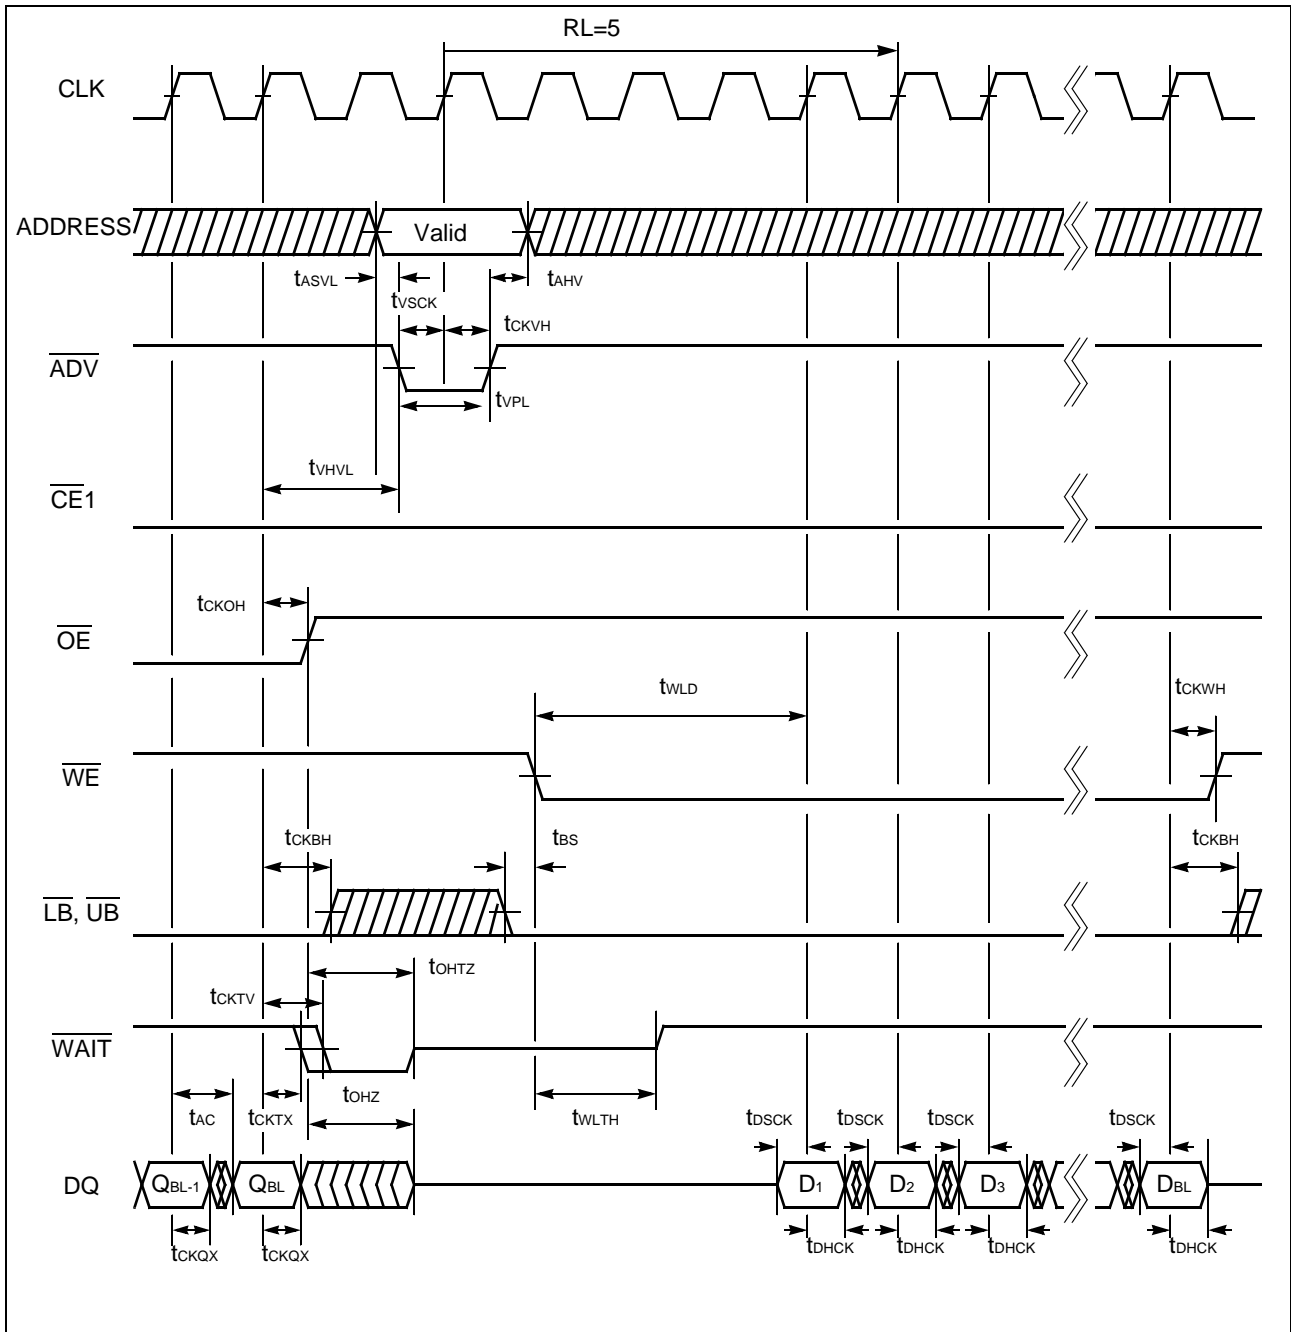 RL=5
CLK
ADDRESS
Valid
tASVL
tAHV
tVSCK
tCKVH
ADV
tVPL
tVHVL
CE1
tCKOH
OE
tWLD
tCKWH
WE
tCKBH
tBS
tCKBH
LB, UB
tOHTZ
tCKTV
WAIT
tAC
tCKTX
tOHZ
tWLTH
tDSCK
tDSCK
tDSCK
tDSCK
DQ
QBL-1
QBL
D1
D2
D3
DBL
tCKQX
tCKQX
tDHCK
tDHCK
tDHCK
tDHCK